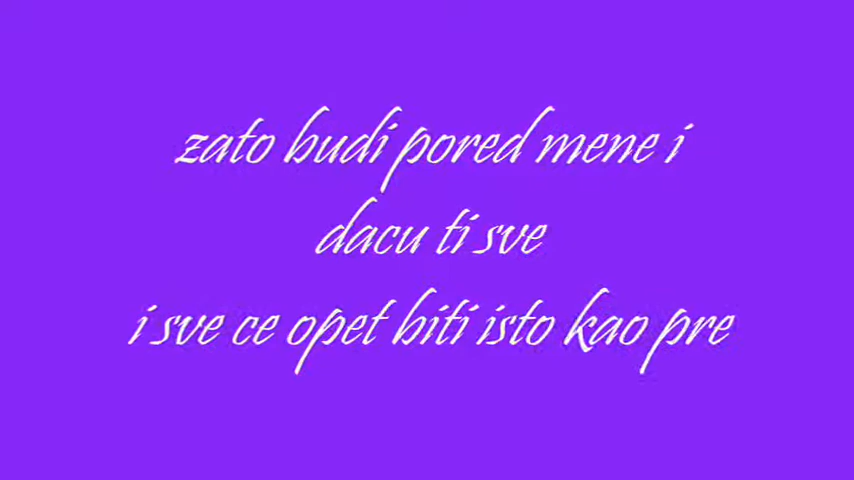 zato budi pored mene i
dacu ti sve
i sve ce opet biti isto kao pre